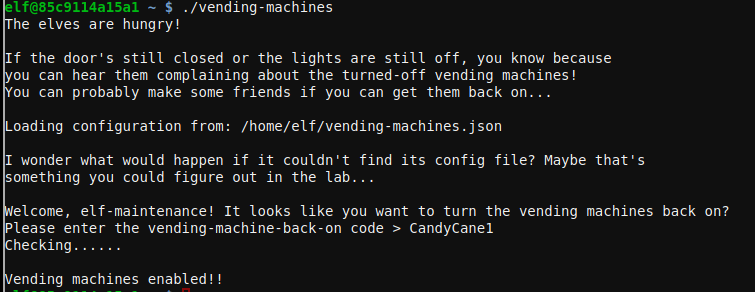 elf@85c9114a15a1 ~ $ ./vending-machines
The elves are hungry!
If the door's still closed or the lights are still off, you know because
you can hear them complaining about the turned-off vending machines!
You can probably make some friends if you can get them back on...
Loading configuration from: /home/elf/vending-machines.json
I wonder what would happen if it couldn't find its config file? Maybe that's
something you could figure out in the lab...
Welcome, elf-maintenance! It looks like you want to turn the vending machines back on?
Please enter the vending-machine-back-on code > CandyCane1
Checking......
Vending machines enabled!!